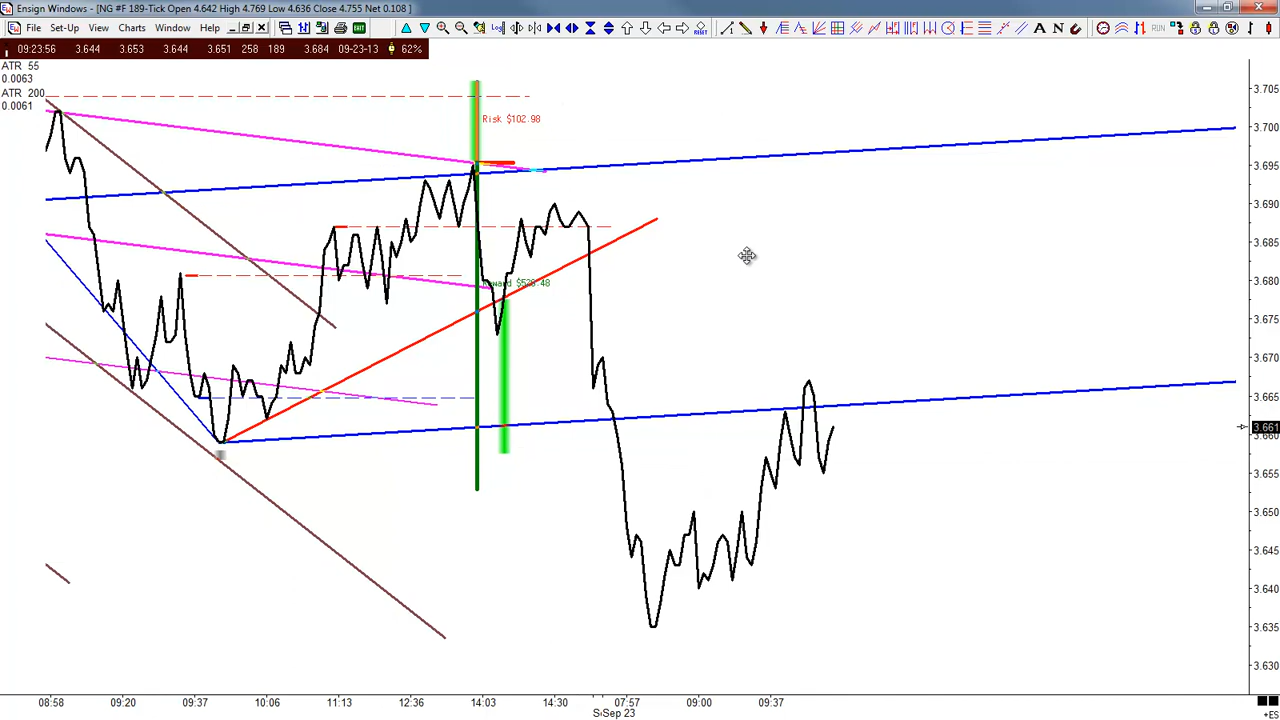 Ensign Windows - [NG #F 189-Tick Open 4.642 High 4.769 Low 4.636 Close 4.755 Net 0.108 ]
File Set-Up View Charts Window Help
09:23:56 3.644 3.653 3.644 3.651 258 189 3.684 09-23-13 62%
ATR 55
0.0063
ATR 200
0.0061
Risk $102.98
3.705
3.700
3.695
3.690
3.685
3.680
3.675
3.670
3.665
3.661
3.660
3.655
3.650
3.645
3.640
3.635
3.630
08:58 09:20 09:37 10:06 11:13 12:36 14:03 14:30 07:57 09:00 09:37
Sep 23
+ES